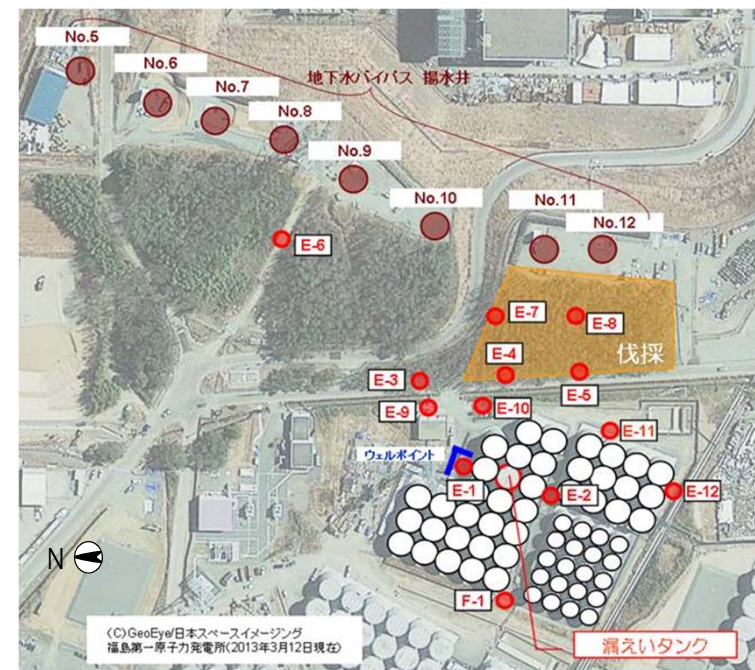 No.5
No.6
No.7
地下水バイパス 揚水井
No.8
No.9
No.10
No.11
No.12
E-6
E-7
E-8
伐採
E-4
E-3
E-5
E-9
E-10
E-11
ウェルポイント
E-1
E-2
E-12
N
F-1
(C)GeoEye/日本スペースイメージング
福島第一原子力発電所(2013年3月12日現在)
漏えいタンク